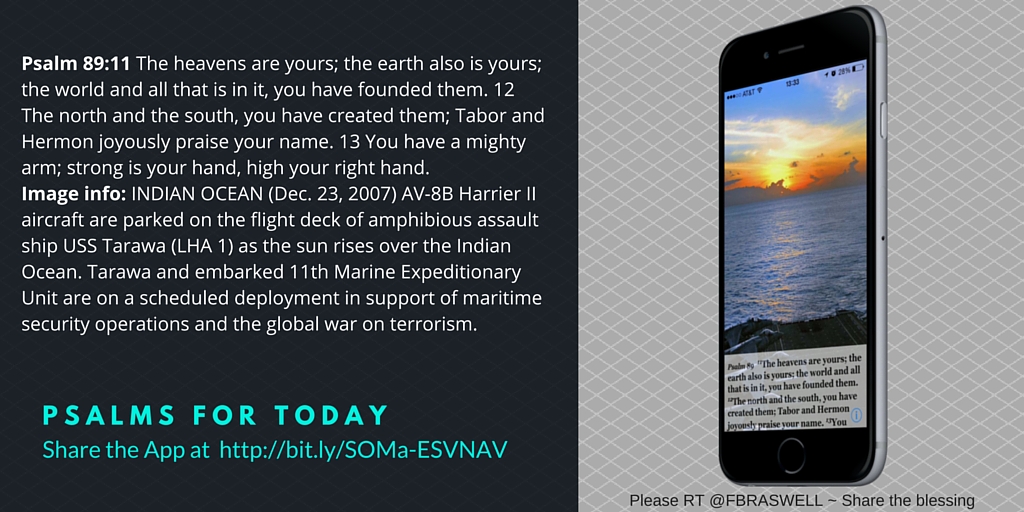 Psalm 89:11 The heavens are yours; the earth also is yours;
the world and all that is in it, you have founded them. 12
The north and the south, you have created them; Tabor and
Hermon joyously praise your name. 13 You have a mighty
arm; strong is your hand, high your right hand.
Image info: INDIAN OCEAN (Dec. 23, 2007) AV-8B Harrier II
aircraft are parked on the flight deck of amphibious assault
ship USS Tarawa (LHA 1) as the sun rises over the Indian
Ocean. Tarawa and embarked 11th Marine Expeditionary
Unit are on a scheduled deployment in support of maritime
security operations and the global war on terrorism.
PSALMS FOR TODAY
Share the App at http://bit.ly/SOMa-ESVNAV
AT&T 13:33 28%
Psalm 89 11The heavens are yours; the
earth also is yours; the world and all
that is in it, you have founded them.
12The north and the south, you have
created them; Tabor and Hermon
joyously praise your name. 13You
Please RT @FBRASWELL ~ Share the blessing